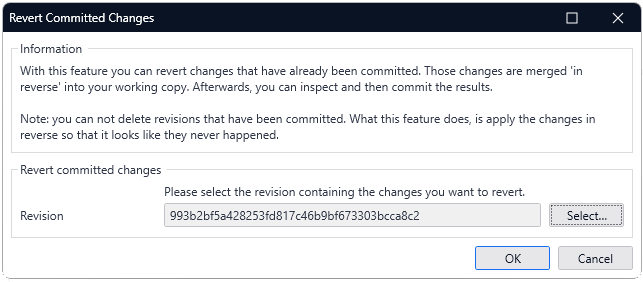 Revert Committed Changes
Information
With this feature you can revert changes that have already been committed. Those changes are merged 'in
reverse' into your working copy. Afterwards, you can inspect and then commit the results.
Note: you can not delete revisions that have been committed. What this feature does, is apply the changes in
reverse so that it looks like they never happened.
Revert committed changes
Please select the revision containing the changes you want to revert.
Revision 993b2bf5a428253fd817c46b9bf673303bcca8c2 Select...
OK Cancel